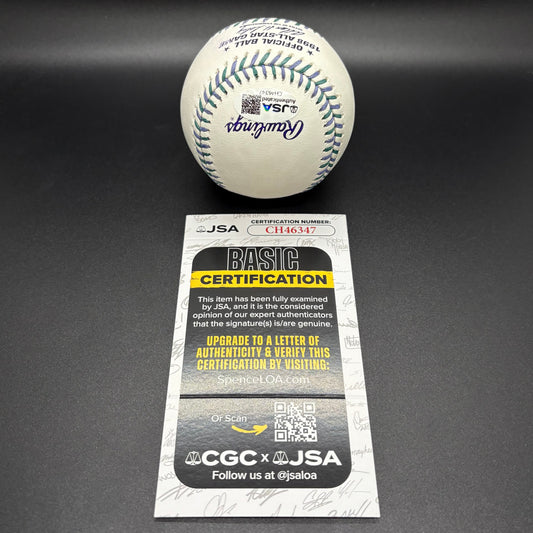 OFFICIAL BALL
1998 ALL-STAR GAME
JSA
Authenticated
Rawlings
JSA
CERTIFICATION NUMBER:
CH46347
BASIC
CERTIFICATION
This item has been fully examined
by JSA, and it is the considered
opinion of our expert authenticators
that the signature(s) is/are genuine.
UPGRADE TO A LETTER OF
AUTHENTICITY & VERIFY THIS
CERTIFICATION BY VISITING:
SpenceLOA.com
Or Scan
CGC x JSA
Follow us at @jsaloa